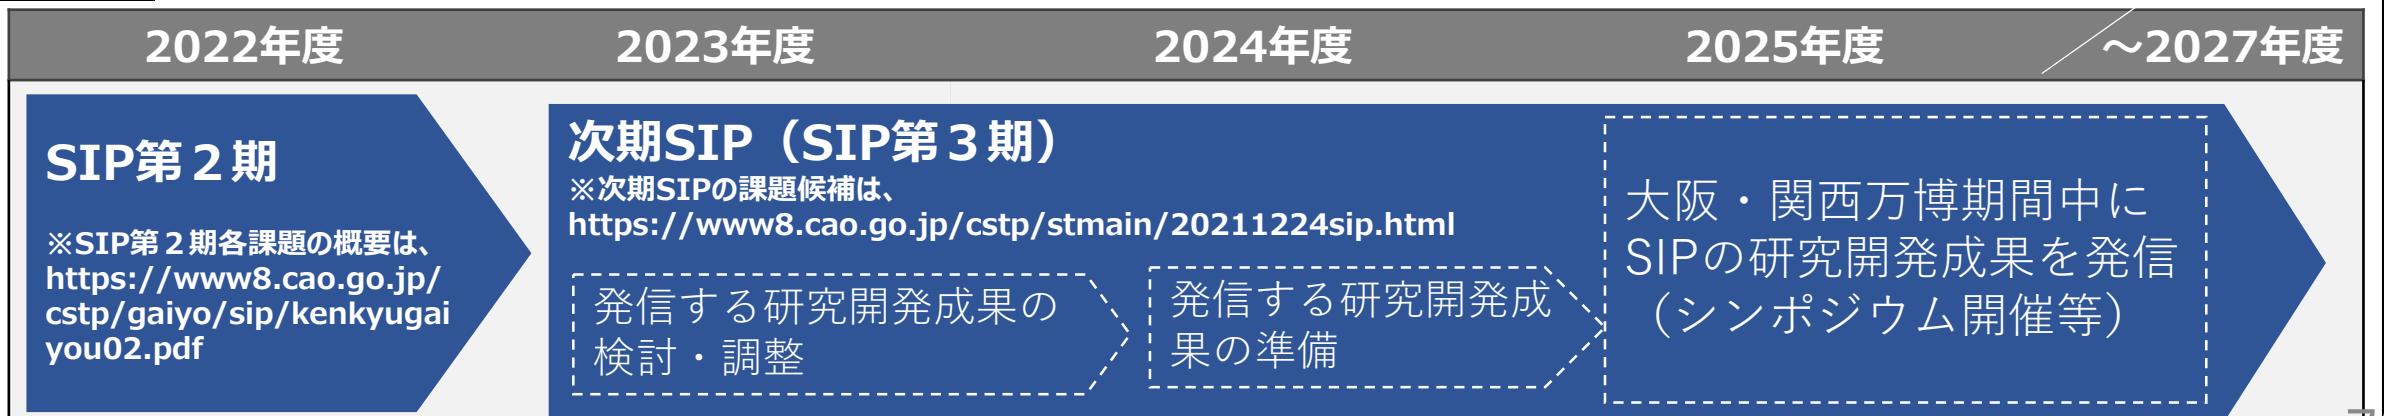 2022年度 2023年度 2024年度 2025年度 ～2027年度
SIP第２期
※SIP第２期各課題の概要は、
https://www8.cao.go.jp/
cstp/gaiyo/sip/kenkyugai
you02.pdf
次期SIP（SIP第３期）
※次期SIPの課題候補は、
https://www8.cao.go.jp/cstp/stmain/20211224sip.html
発信する研究開発成果の
検討・調整
発信する研究開発成
果の準備
大阪・関西万博期間中に
SIPの研究開発成果を発信
（シンポジウム開催等）